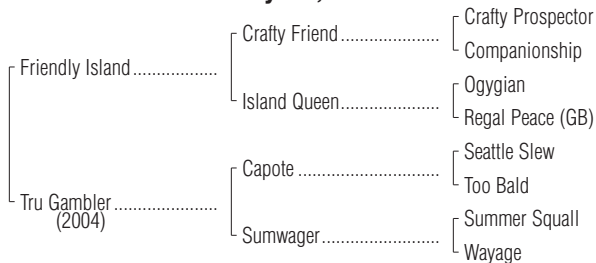 Crafty Prospector
Crafty Friend
Companionship
Friendly Island
Ogygian
Island Queen
Regal Peace (GB)
Seattle Slew
Capote
Too Bald
Tru Gambler
(2004)
Summer Squall
Sumwager
Wayage